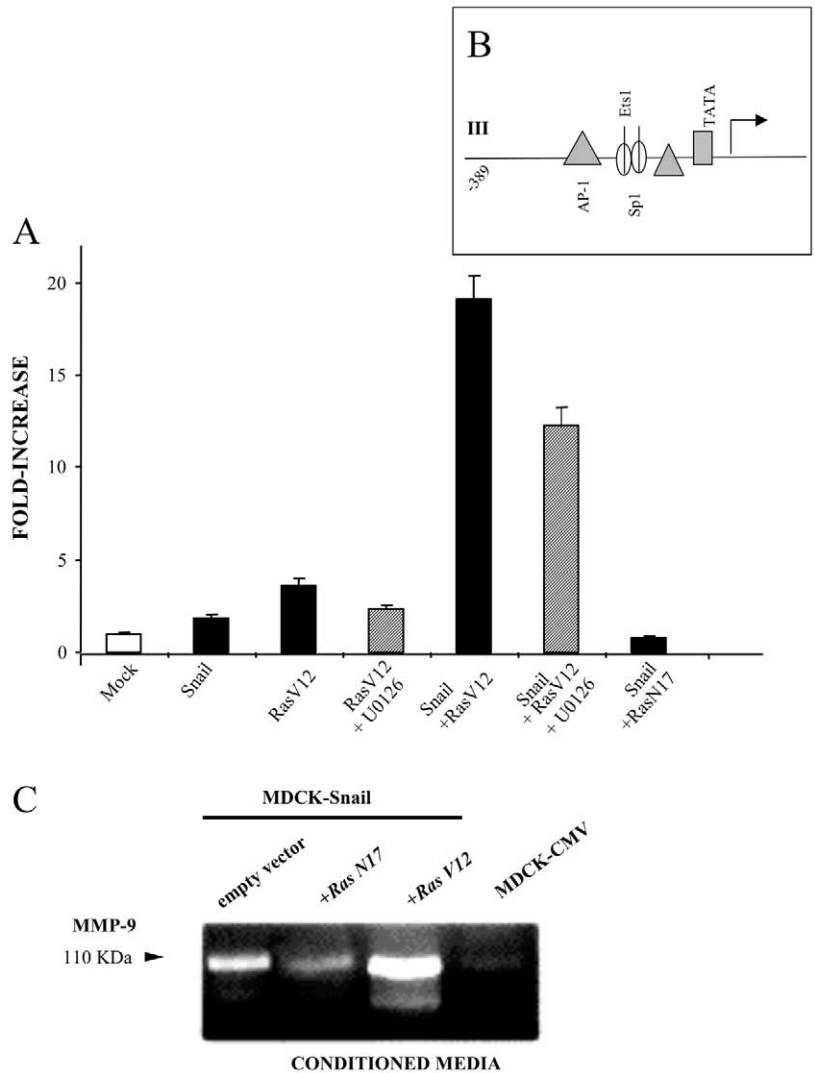 B
III
-389
AP-1
Ets1
Sp1
TATA
A
FOLD-INCREASE
20
15
10
5
0
Mock
Snail
RasV12
RasV12
+ U0126
Snail
+RasV12
Snail
+ RasV12
+ U0126
Snail
+RasN17
C
MDCK-Snail
empty vector
+Ras N17
+Ras V12
MDCK-CMV
MMP-9
110 KDa
CONDITIONED MEDIA